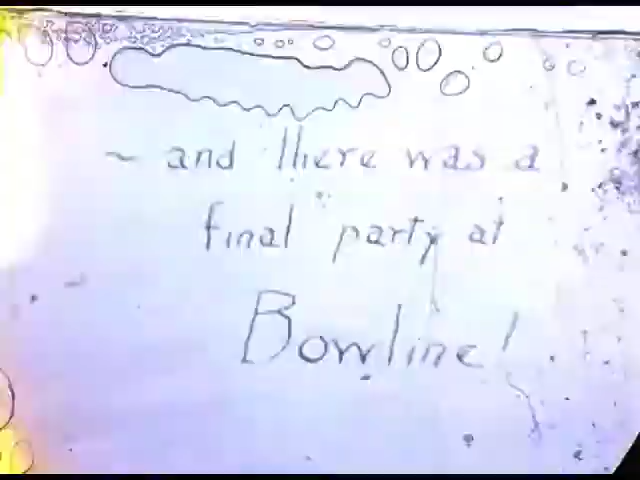 ~ and there was a
final party at
Bowline!